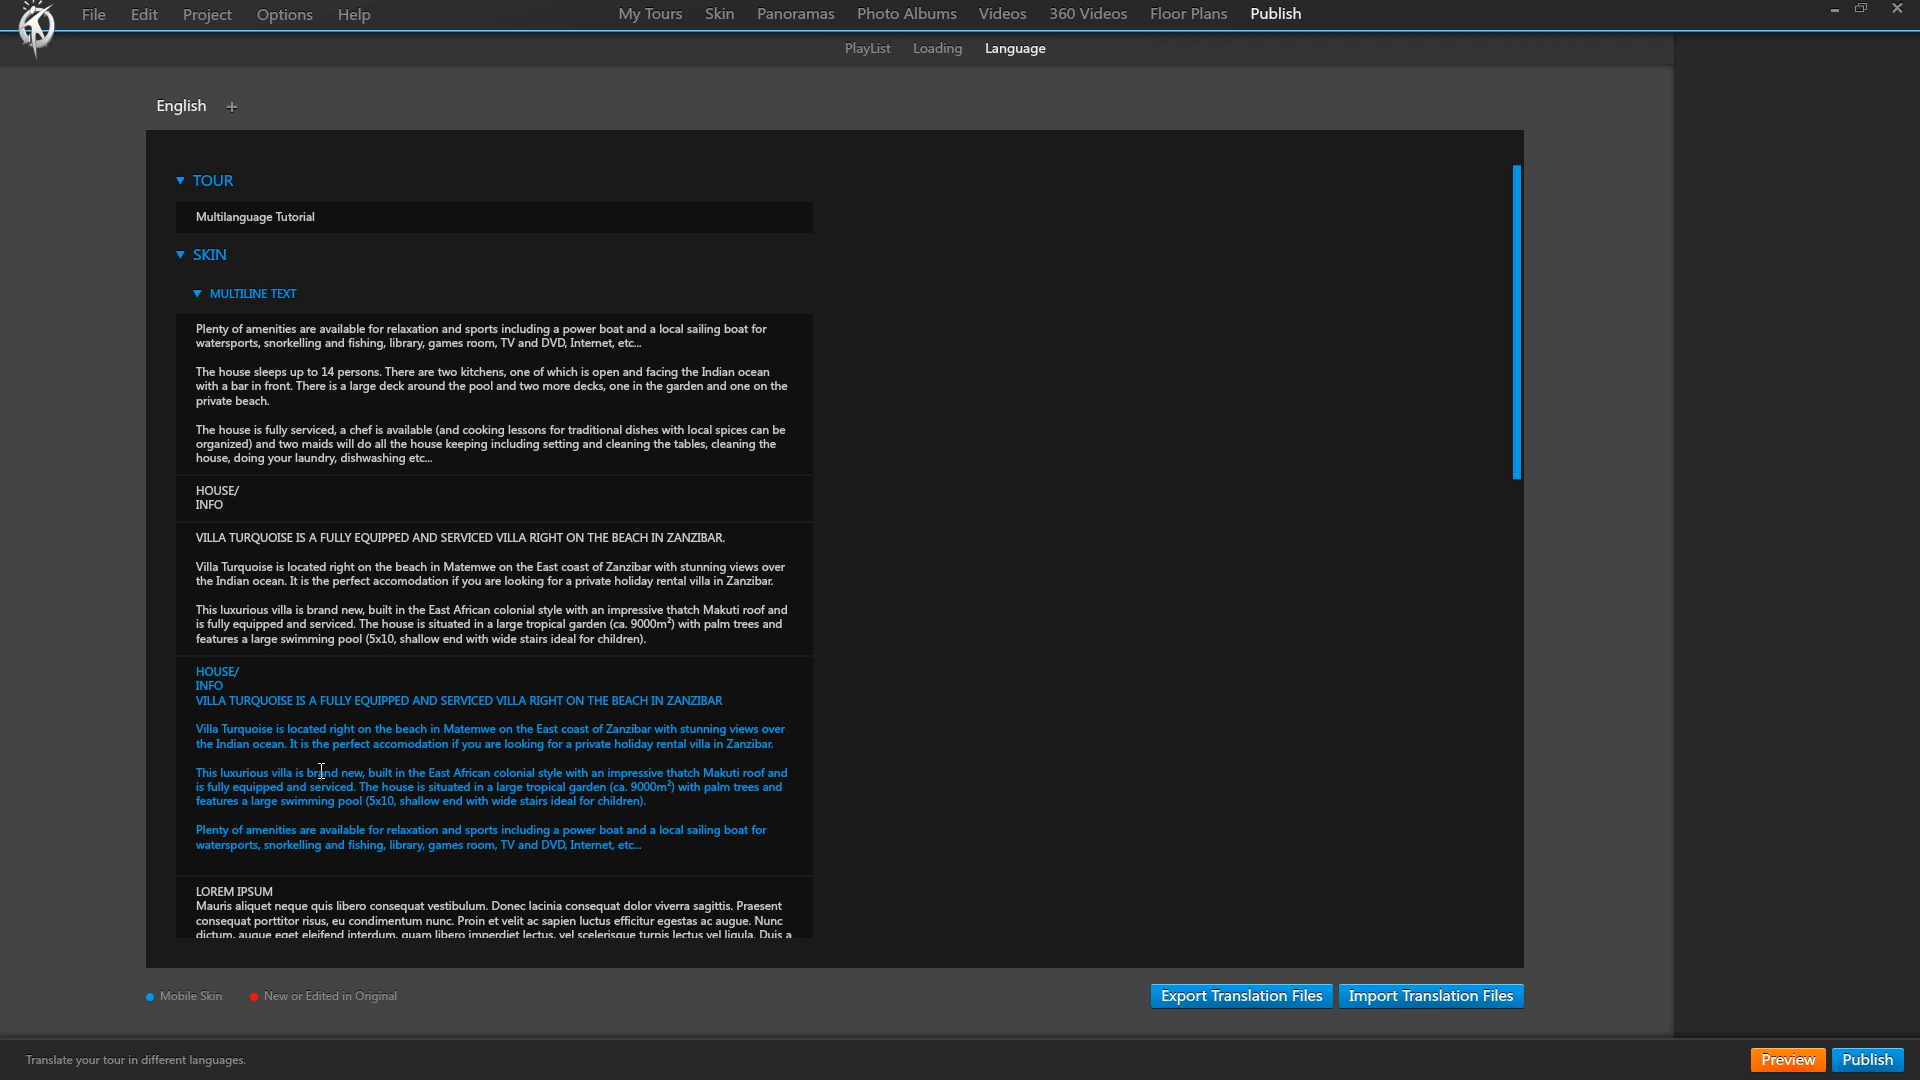 File Edit Project Options Help
My Tours Skin Panoramas Photo Albums Videos 360 Videos Floor Plans Publish
PlayList Loading Language
English +
TOUR
Multilanguage Tutorial
SKIN
MULTILINE TEXT
Plenty of amenities are available for relaxation and sports including a power boat and a local sailing boat for
watersports, snorkelling and fishing, library, games room, TV and DVD, Internet, etc...
The house sleeps up to 14 persons. There are two kitchens, one of which is open and facing the Indian ocean
with a bar in front. There is a large deck around the pool and two more decks, one in the garden and one on the
private beach.
The house is fully serviced, a chef is available (and cooking lessons for traditional dishes with local spices can be
organized) and two maids will do all the house keeping including setting and cleaning the tables, cleaning the
house, doing your laundry, dishwashing etc...
HOUSE/
INFO
VILLA TURQUOISE IS A FULLY EQUIPPED AND SERVICED VILLA RIGHT ON THE BEACH IN ZANZIBAR.
Villa Turquoise is located right on the beach in Matemwe on the East coast of Zanzibar with stunning views over
the Indian ocean. It is the perfect accomodation if you are looking for a private holiday rental villa in Zanzibar.
This luxurious villa is brand new, built in the East African colonial style with an impressive thatch Makuti roof and
is fully equipped and serviced. The house is situated in a large tropical garden (ca. 9000m²) with palm trees and
features a large swimming pool (5x10, shallow end with wide stairs ideal for children).
HOUSE/
INFO
VILLA TURQUOISE IS A FULLY EQUIPPED AND SERVICED VILLA RIGHT ON THE BEACH IN ZANZIBAR
Villa Turquoise is located right on the beach in Matemwe on the East coast of Zanzibar with stunning views over
the Indian ocean. It is the perfect accomodation if you are looking for a private holiday rental villa in Zanzibar.
This luxurious villa is brand new, built in the East African colonial style with an impressive thatch Makuti roof and
is fully equipped and serviced. The house is situated in a large tropical garden (ca. 9000m²) with palm trees and
features a large swimming pool (5x10, shallow end with wide stairs ideal for children).
Plenty of amenities are available for relaxation and sports including a power boat and a local sailing boat for
watersports, snorkelling and fishing, library, games room, TV and DVD, Internet, etc...
LOREM IPSUM
Mauris aliquet neque quis libero consequat vestibulum. Donec lacinia consequat dolor viverra sagittis. Praesent
consequat porttitor risus, eu condimentum nunc. Proin et velit ac sapien luctus efficitur egestas ac augue. Nunc
dictum, augue eget eleifend interdum, quam libero imperdiet lectus, vel scelerisque turpis lectus vel ligula. Duis a
Mobile Skin New or Edited in Original
Export Translation Files Import Translation Files
Translate your tour in different languages.
Preview Publish